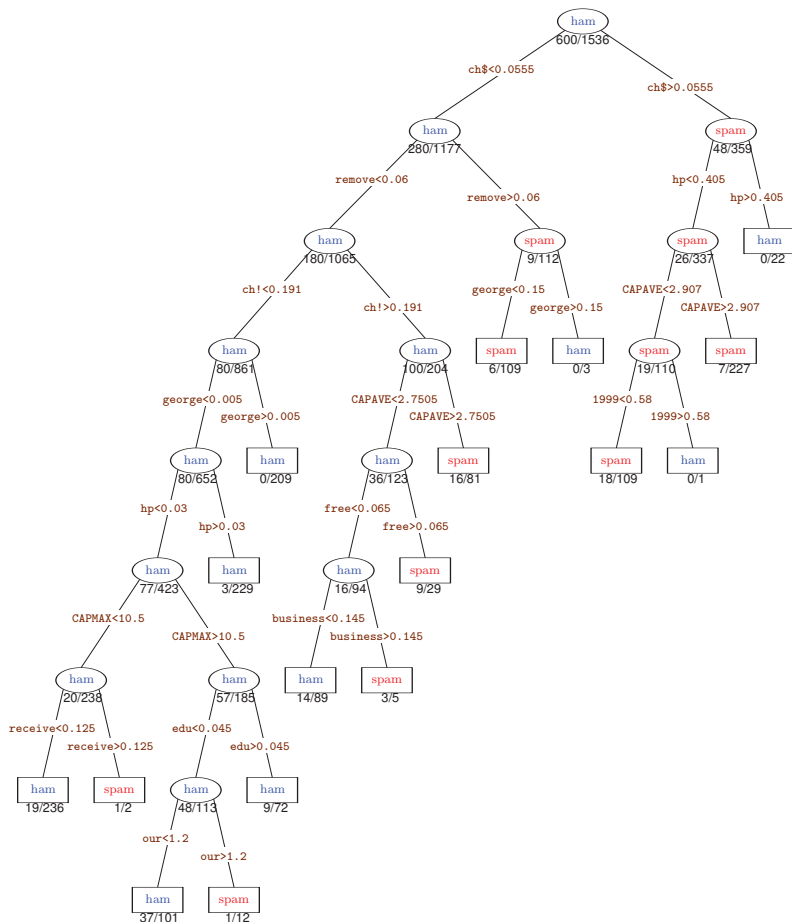 ham
600/1536
ch$<0.0555
ch$>0.0555
ham
280/1177
spam
48/359
remove<0.06
remove>0.06
hp<0.405
hp>0.405
ham
180/1065
spam
9/112
spam
26/337
ham
0/22
ch!<0.191
ch!>0.191
george<0.15
george>0.15
CAPAVE<2.907
CAPAVE>2.907
ham
80/861
ham
100/204
spam
6/109
ham
0/3
spam
19/110
spam
7/227
george<0.005
george>0.005
CAPAVE<2.7505
CAPAVE>2.7505
1999<0.58
1999>0.58
ham
80/652
ham
0/209
ham
36/123
spam
16/81
spam
18/109
ham
0/1
hp<0.03
hp>0.03
free<0.065
free>0.065
ham
77/423
ham
3/229
ham
16/94
spam
9/29
CAPMAX<10.5
CAPMAX>10.5
business<0.145
business>0.145
ham
20/238
ham
57/185
ham
14/89
spam
3/5
receive<0.125
receive>0.125
edu<0.045
edu>0.045
ham
19/236
spam
1/2
ham
48/113
ham
9/72
our<1.2
our>1.2
ham
37/101
spam
1/12